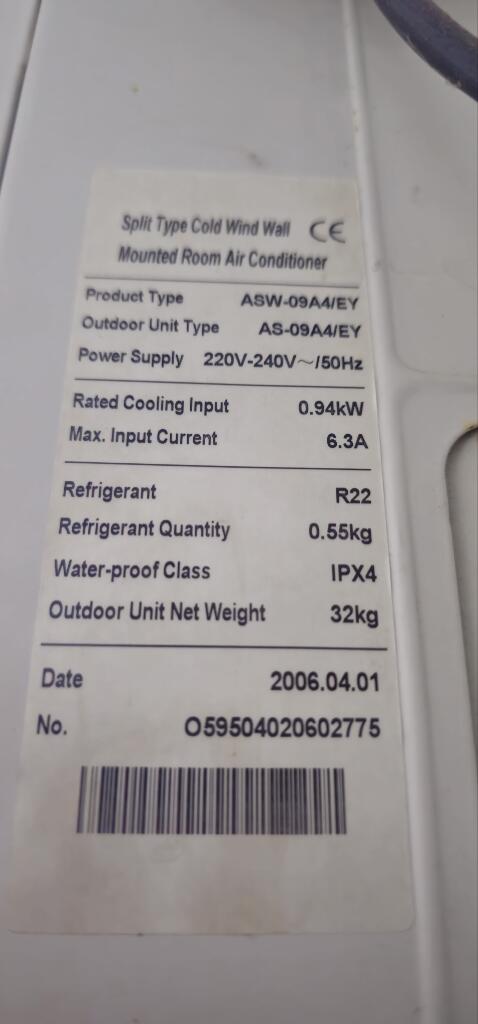 Split Type Cold Wind Wall CE
Mounted Room Air Conditioner
Product Type ASW-09A4/EY
Outdoor Unit Type AS-09A4/EY
Power Supply 220V-240V～/50Hz
Rated Cooling Input 0.94kW
Max. Input Current 6.3A
Refrigerant R22
Refrigerant Quantity 0.55kg
Water-proof Class IPX4
Outdoor Unit Net Weight 32kg
Date 2006.04.01
No. O59504020602775